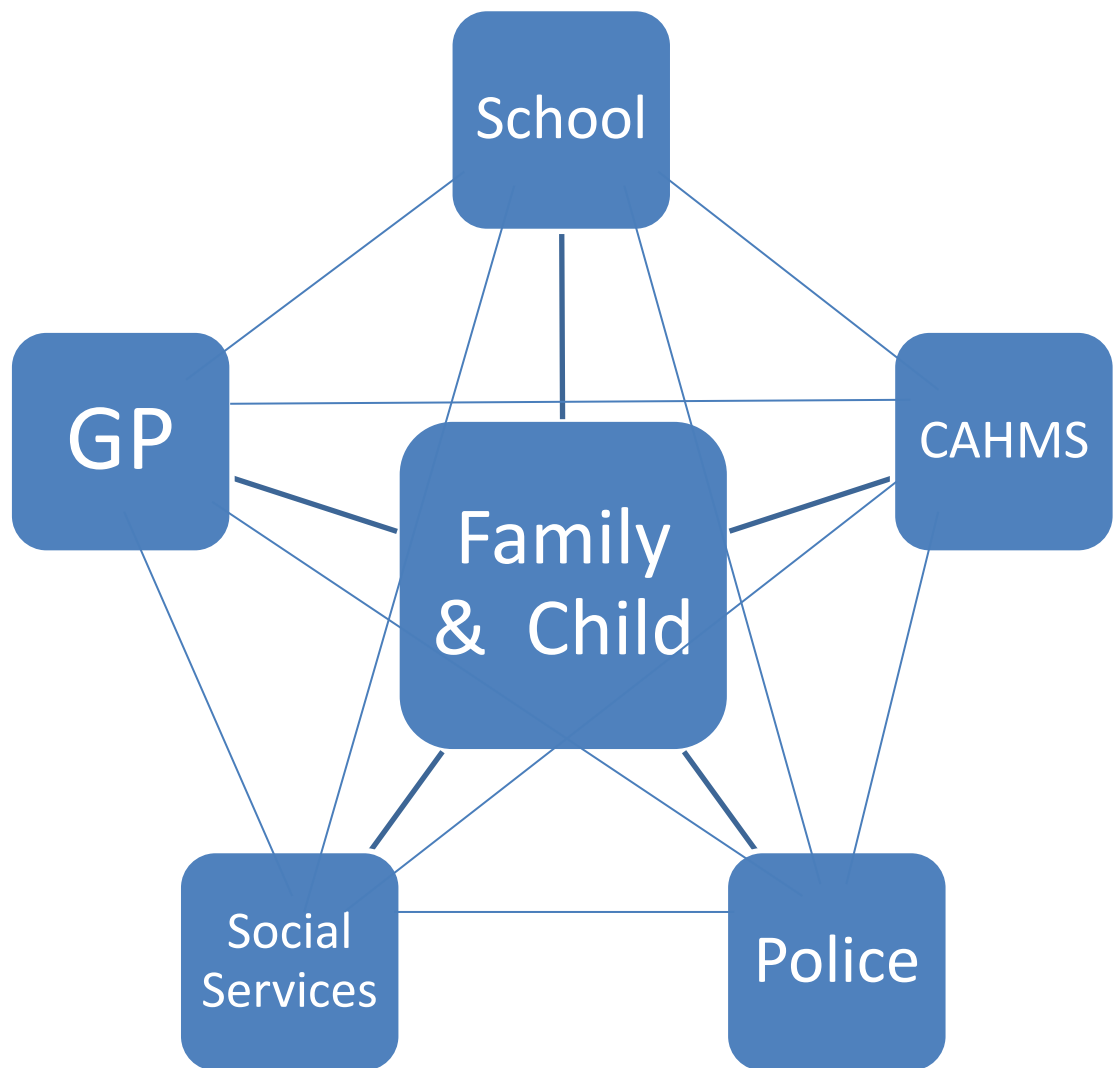 School
GP
CAHMS
Family
& Child
Social
Services
Police